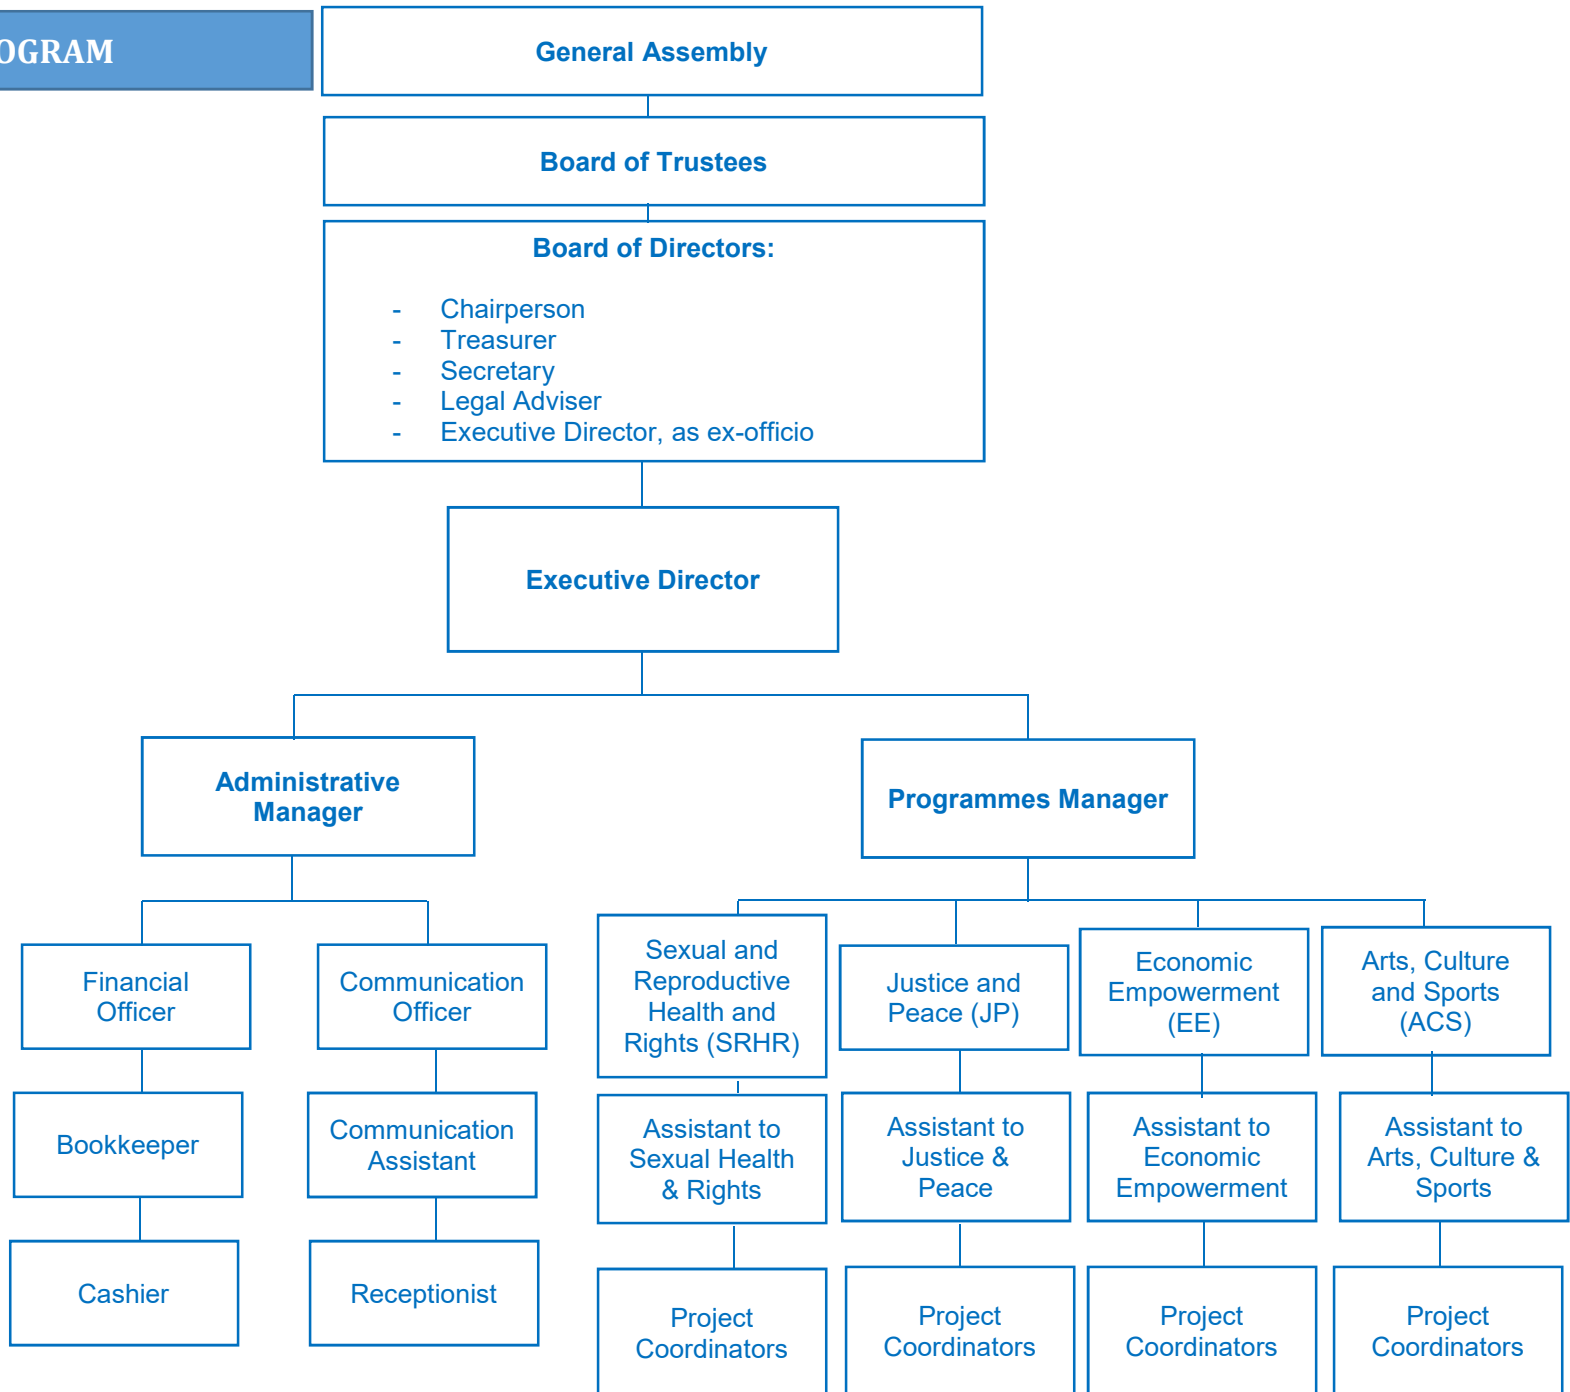 OGRAM
General Assembly
Board of Trustees
Board of Directors:
- Chairperson
- Treasurer
- Secretary
- Legal Adviser
- Executive Director, as ex-officio
Executive Director
Administrative
Manager
Programmes Manager
Financial
Officer
Communication
Officer
Sexual and
Reproductive
Health and
Rights (SRHR)
Justice and
Peace (JP)
Economic
Empowerment
(EE)
Arts, Culture
and Sports
(ACS)
Bookkeeper
Communication
Assistant
Assistant to
Sexual Health
& Rights
Assistant to
Justice &
Peace
Assistant to
Economic
Empowerment
Assistant to
Arts, Culture &
Sports
Cashier
Receptionist
Project
Coordinators
Project
Coordinators
Project
Coordinators
Project
Coordinators